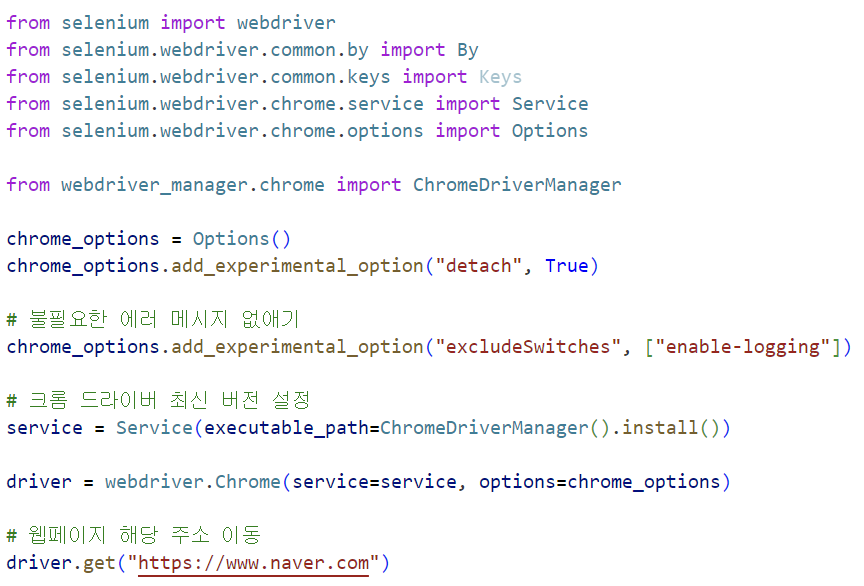 from selenium import webdriver
from selenium.webdriver.common.by import By
from selenium.webdriver.common.keys import Keys
from selenium.webdriver.chrome.service import Service
from selenium.webdriver.chrome.options import Options

from webdriver_manager.chrome import ChromeDriverManager

chrome_options = Options()
chrome_options.add_experimental_option("detach", True)

# 불필요한 에러 메시지 없애기
chrome_options.add_experimental_option("excludeSwitches", ["enable-logging"])

# 크롬 드라이버 최신 버전 설정
service = Service(executable_path=ChromeDriverManager().install())

driver = webdriver.Chrome(service=service, options=chrome_options)

# 웹페이지 해당 주소 이동
driver.get("https://www.naver.com")